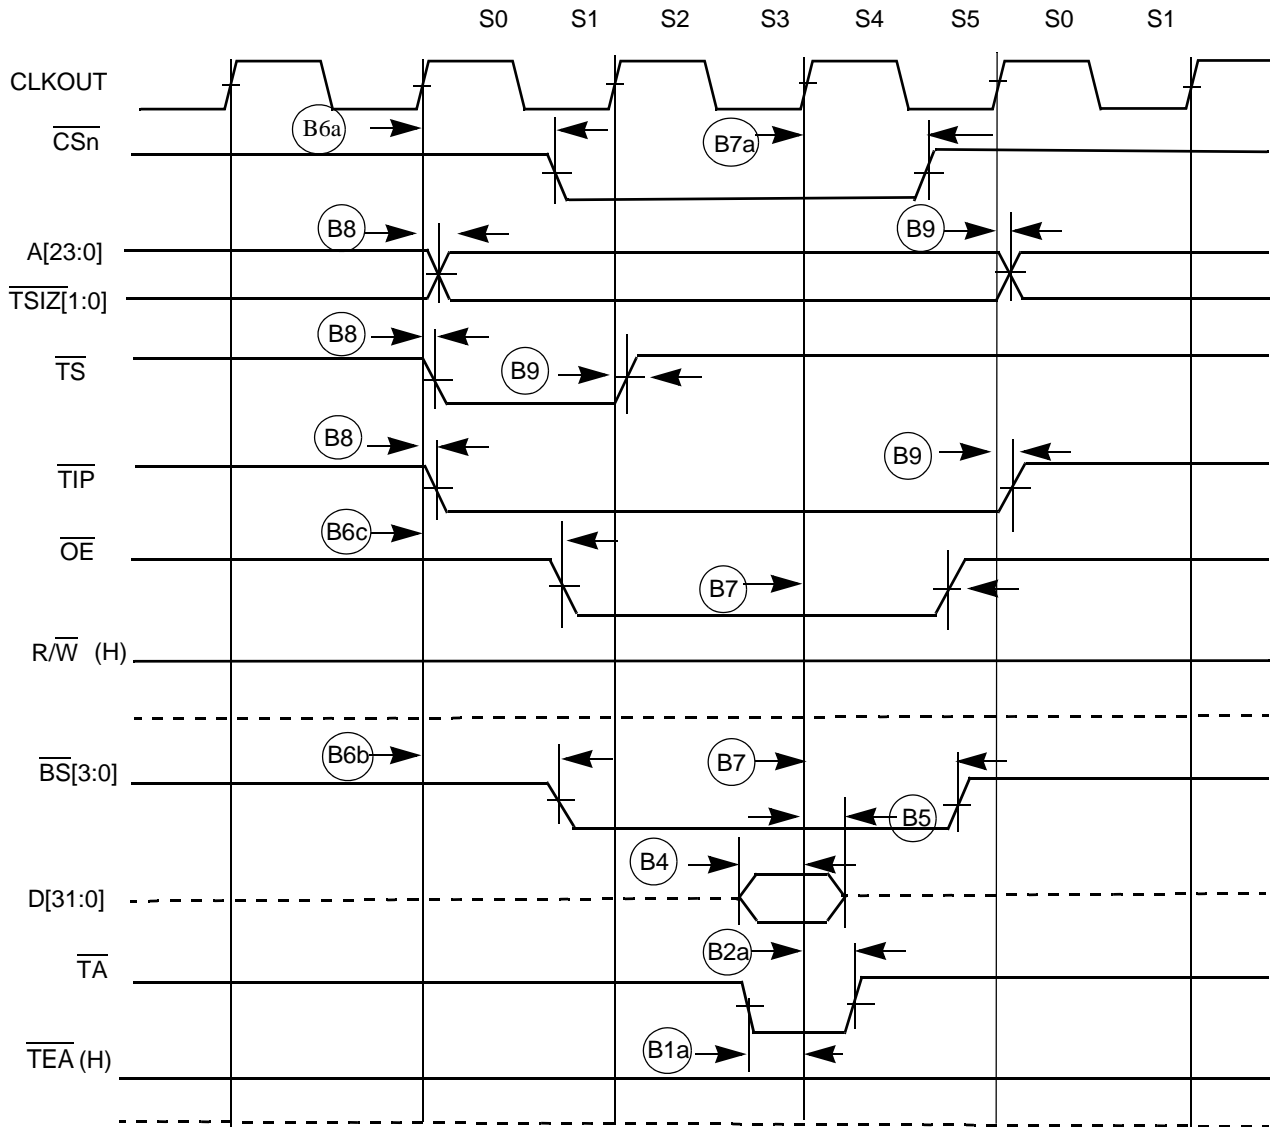 S0 S1 S2 S3 S4 S5 S0 S1
CLKOUT
B6a
B7a
CSn
B8
B9
A[23:0]
TSIZ[1:0]
B8
TS
B9
B8
B9
TIP
B6c
OE
B7
R/W (H)
B6b
B7
BS[3:0]
B5
B4
D[31:0]
B2a
TA
B1a
TEA (H)